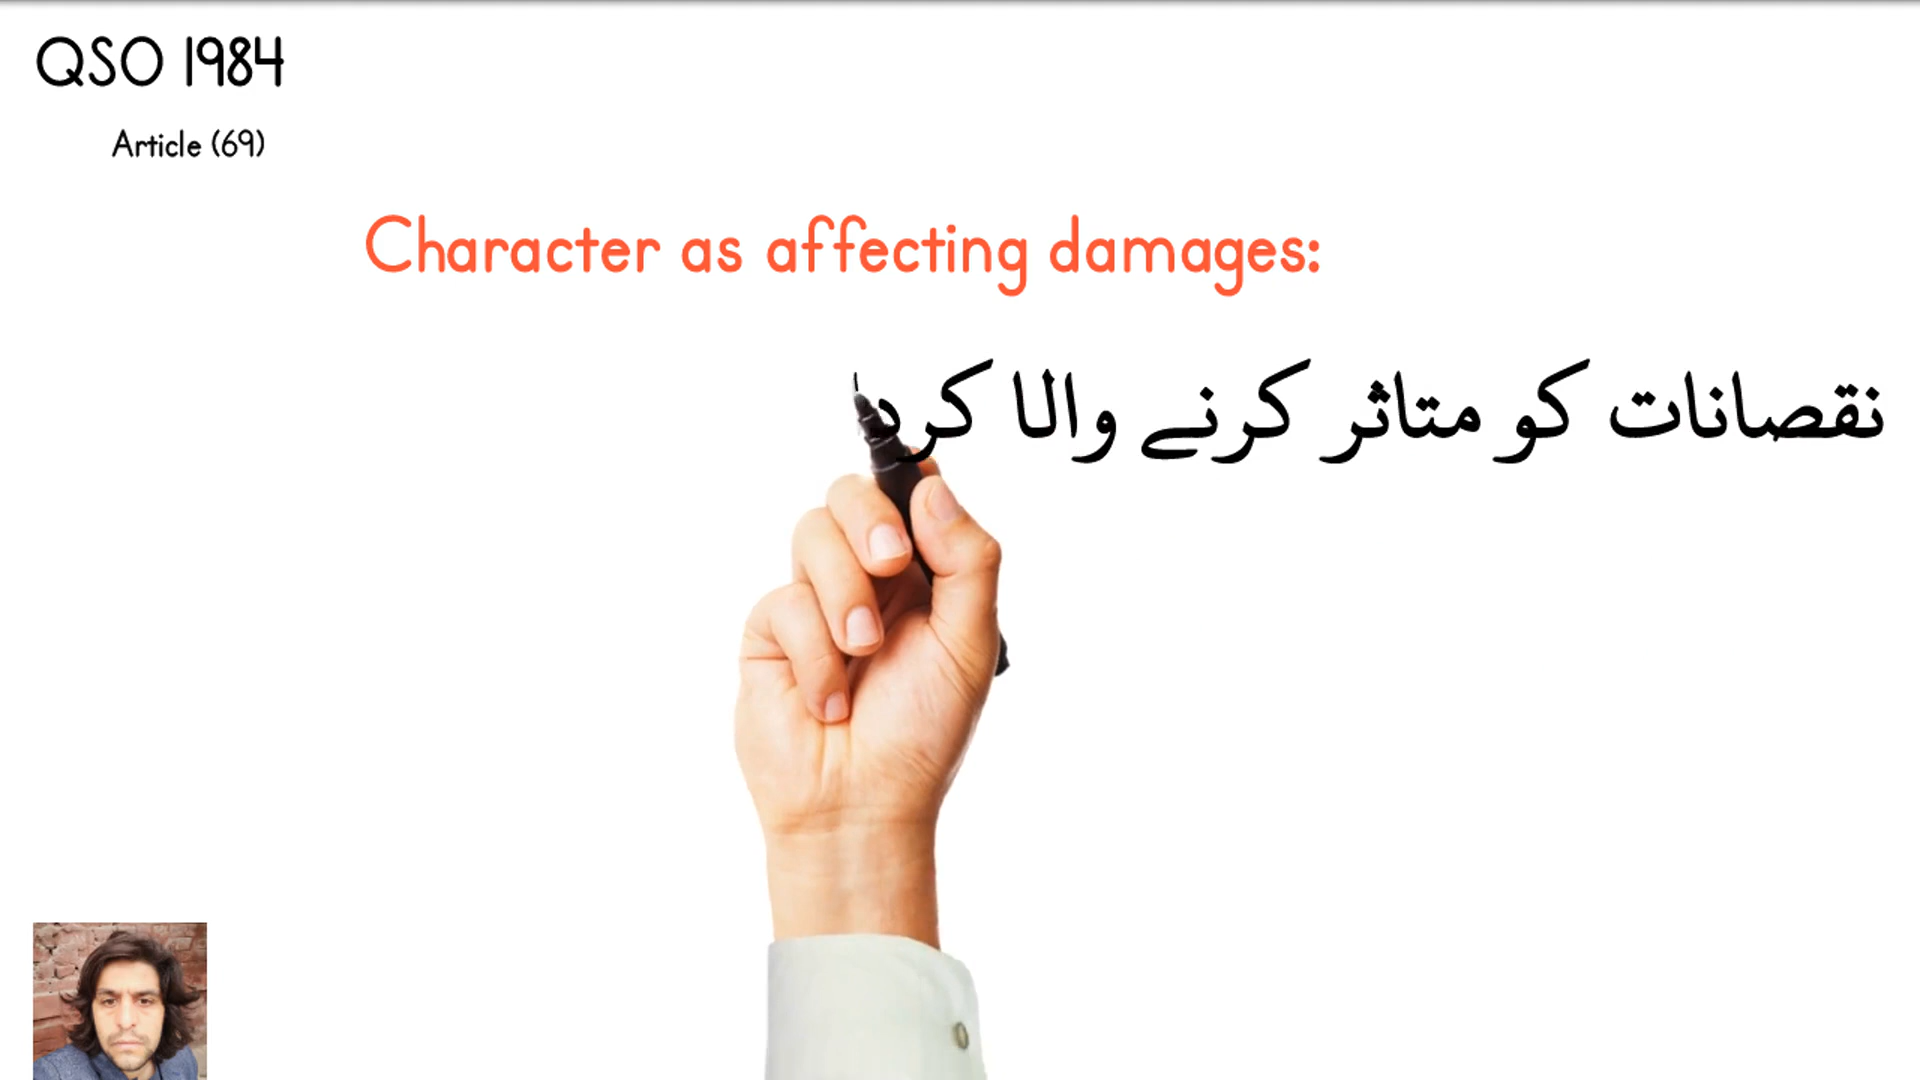 QSO 1984
Article (69)
Character as affecting damages:
نقصانات کو متاثر کرنے والا